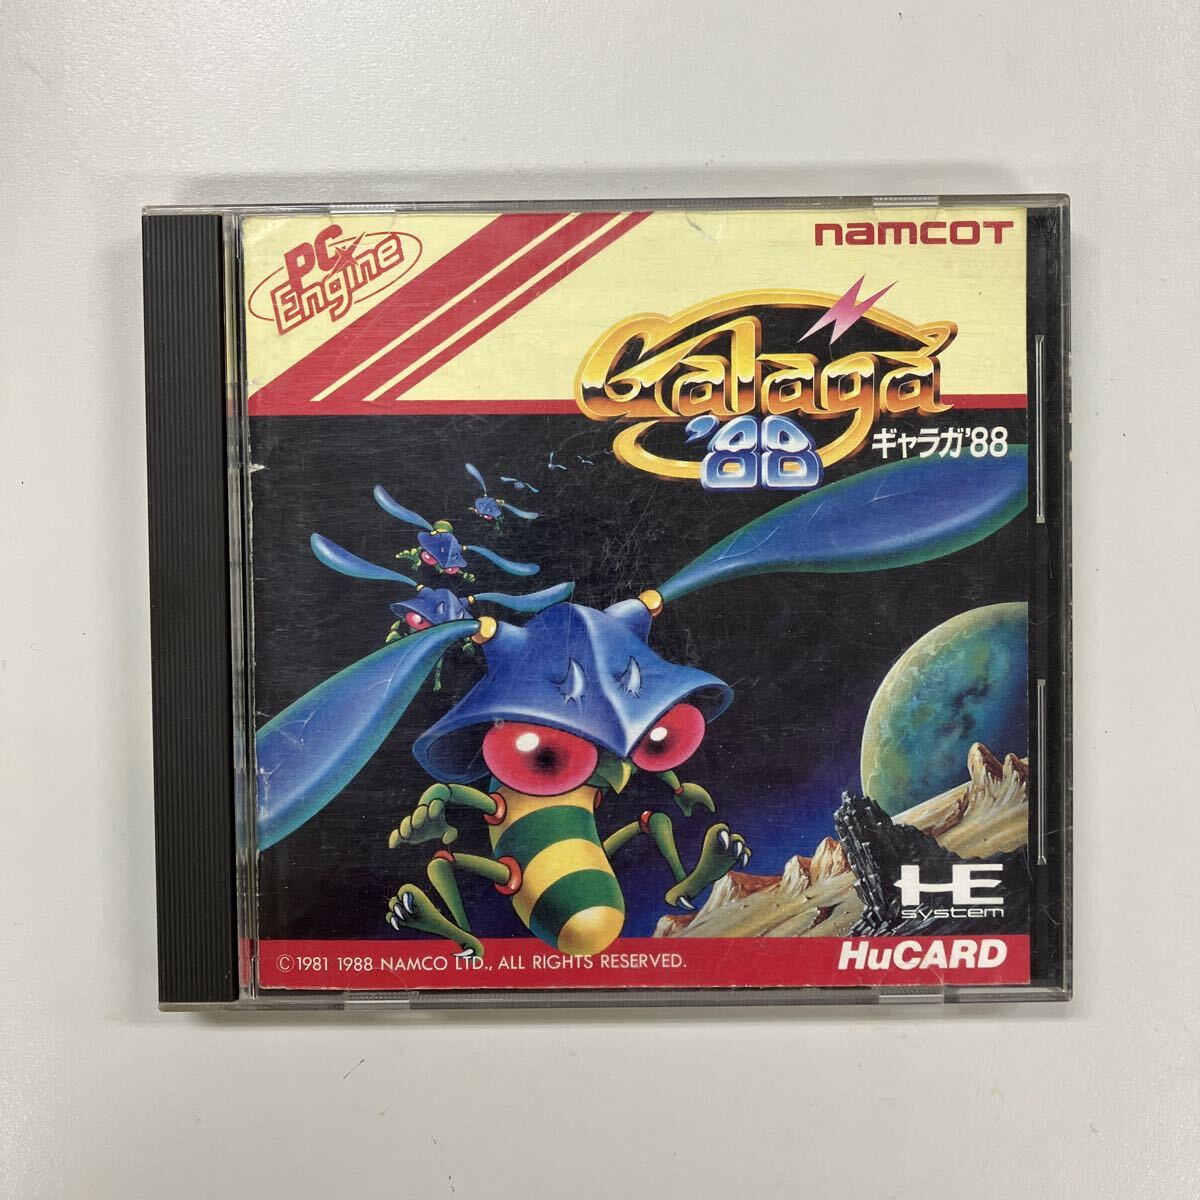 PC Engine
namcoT
Galaga
'88
ギャラガ'88
HE
system
©1981 1988 NAMCO LTD., ALL RIGHTS RESERVED.
HuCARD